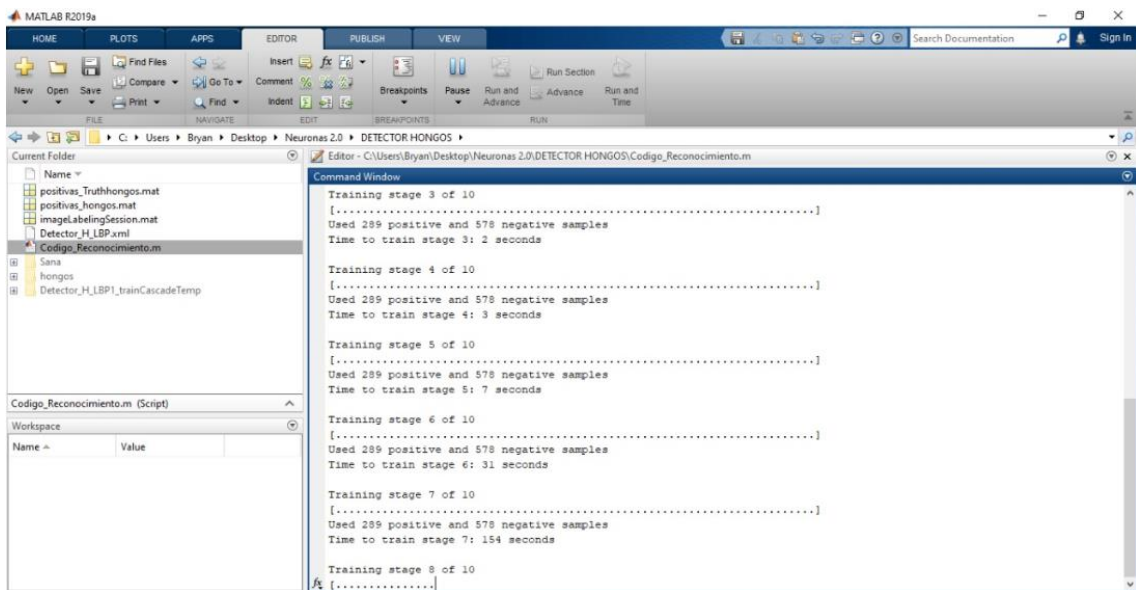 MATLAB R2019a
HOME PLOTS APPS EDITOR PUBLISH VIEW Search Documentation Sign In
New Open Save Find Files Compare Print Go To Find Insert Comment Indent Breakpoints Pause Run and Advance Run Section Advance Run and Time
FILE NAVIGATE EDIT BREAKPOINTS RUN
C: Users Bryan Desktop Neuronas 2.0 DETECTOR HONGOS
Current Folder
Name
positivas_Truthhongos.mat
positivas_hongos.mat
imageLabelingSession.mat
Detector_H_LBP.xml
Codigo_Reconocimiento.m
Sana
hongos
Detector_H_LBP1_trainCascadeTemp
Codigo_Reconocimiento.m (Script)
Workspace
Name Value
Editor - C:\Users\Bryan\Desktop\Neuronas 2.0\DETECTOR HONGOS\Codigo_Reconocimiento.m
Command Window
Training stage 3 of 10
[........................................................................]
Used 289 positive and 578 negative samples
Time to train stage 3: 2 seconds
Training stage 4 of 10
[........................................................................]
Used 289 positive and 578 negative samples
Time to train stage 4: 3 seconds
Training stage 5 of 10
[........................................................................]
Used 289 positive and 578 negative samples
Time to train stage 5: 7 seconds
Training stage 6 of 10
[........................................................................]
Used 289 positive and 578 negative samples
Time to train stage 6: 31 seconds
Training stage 7 of 10
[........................................................................]
Used 289 positive and 578 negative samples
Time to train stage 7: 154 seconds
Training stage 8 of 10
fx [...............